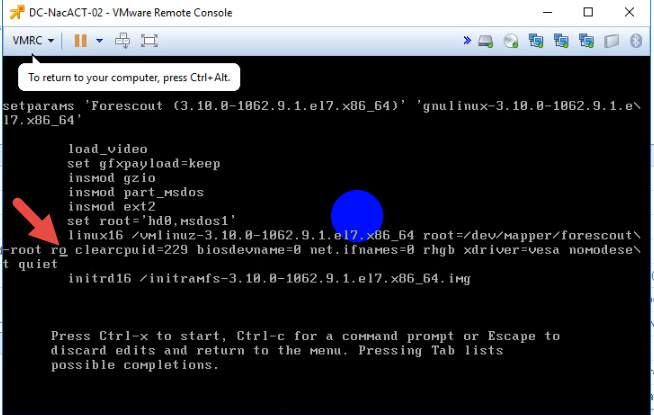 DC-NacACT-02 - VMware Remote Console
VMRC
To return to your computer, press Ctrl+Alt.
setparams 'Forescout (3.10.0-1062.9.1.el7.x86_64)' 'gnulinux-3.10.0-1062.9.1.e\
l7.x86_64'
load_video
set gfxpayload=keep
insmod gzio
insmod part_msdos
insmod ext2
set root='hd0,msdos1'
linux16 /vmlinuz-3.10.0-1062.9.1.el7.x86_64 root=/dev/mapper/forescout\
-root ro clearcpuid=229 biosdevname=0 net.ifnames=0 rhgb xdriver=vesa nomodese\
t quiet
initrd16 /initramfs-3.10.0-1062.9.1.el7.x86_64.img
Press Ctrl-x to start, Ctrl-c for a command prompt or Escape to
discard edits and return to the menu. Pressing Tab lists
possible completions.